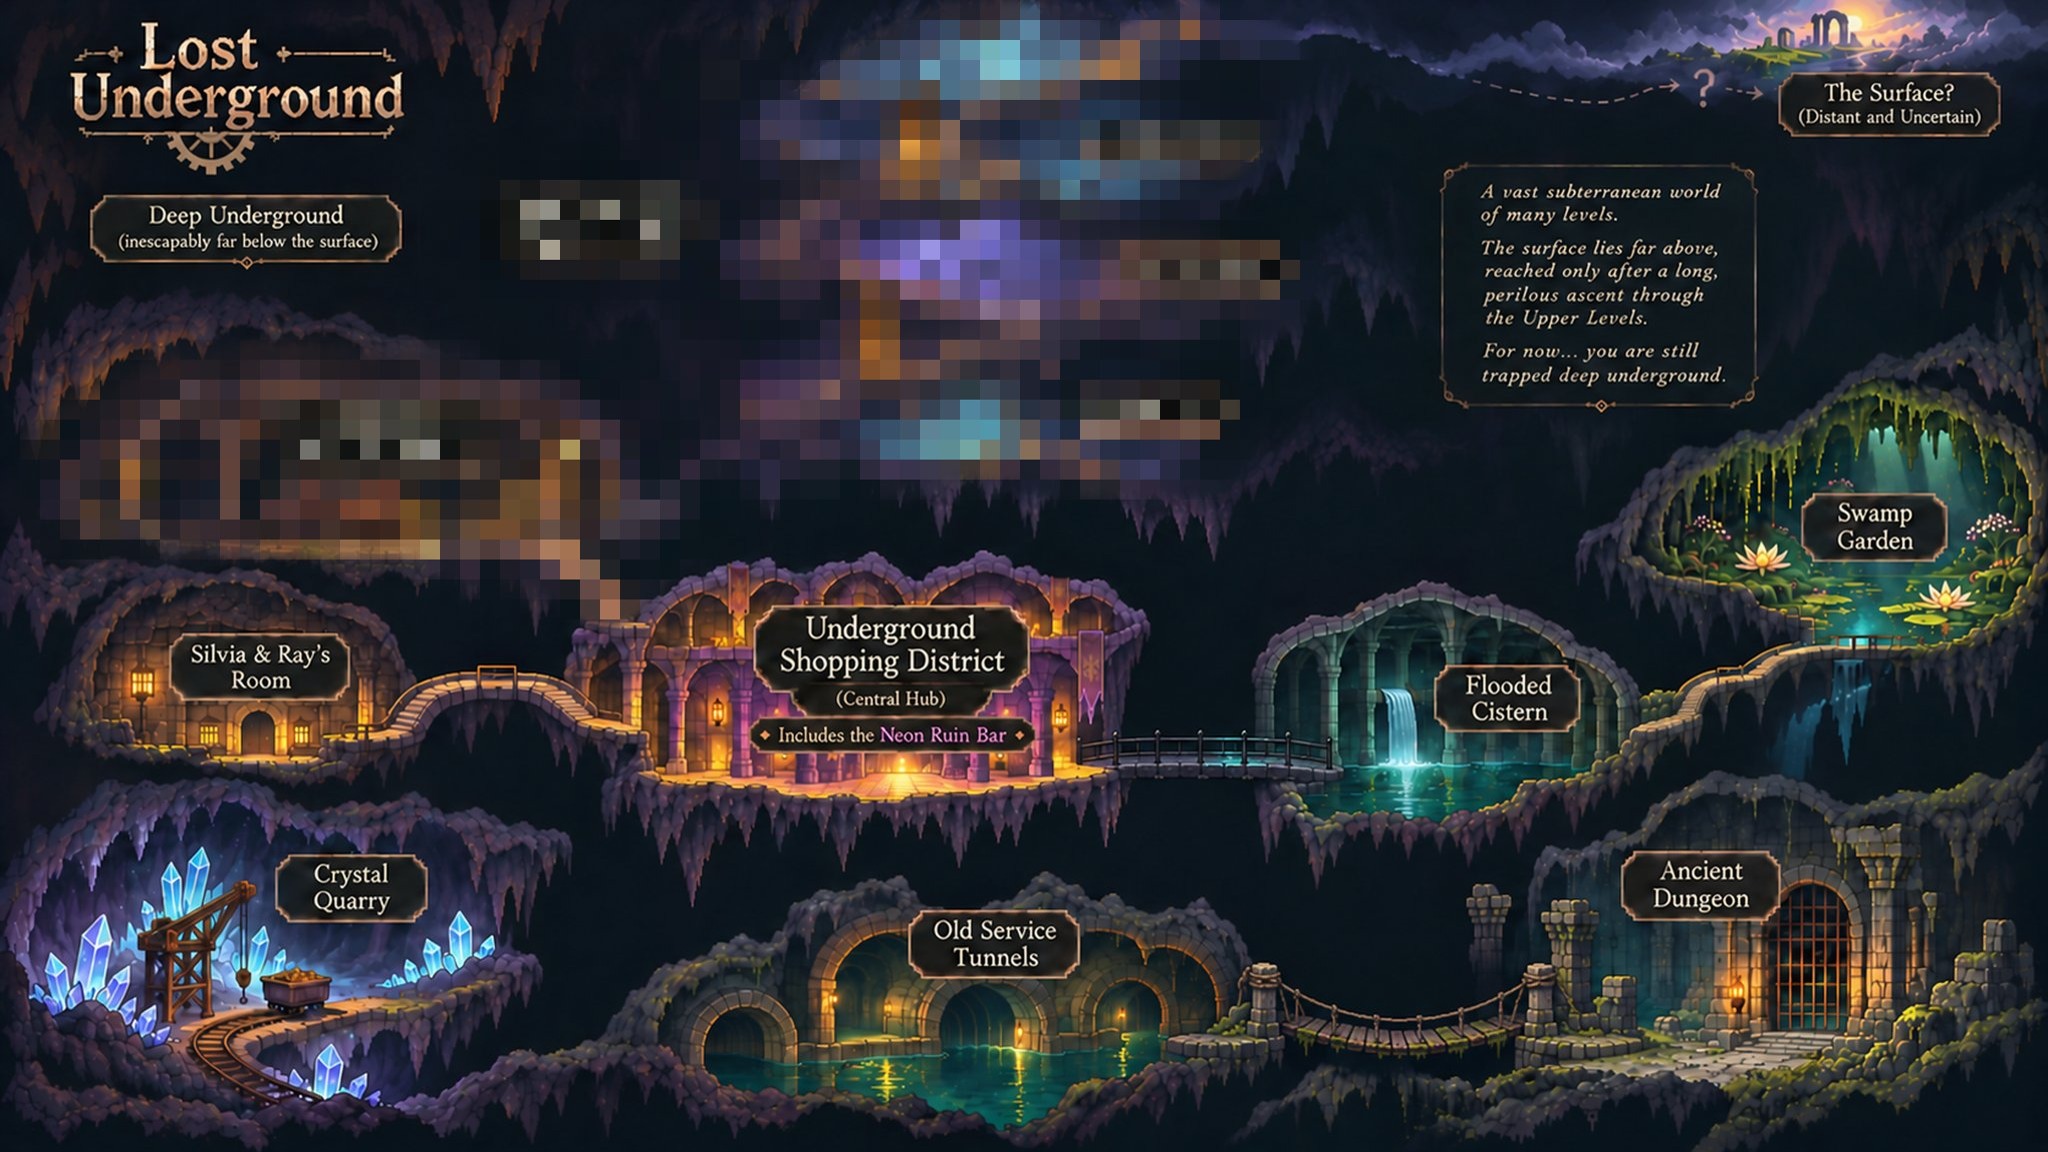 Lost
Underground
Deep Underground
(inescapably far below the surface)
?
The Surface?
(Distant and Uncertain)
A vast subterranean world
of many levels.
The surface lies far above,
reached only after a long,
perilous ascent through
the Upper Levels.
For now... you are still
trapped deep underground.
Swamp
Garden
Silvia & Ray's
Room
Underground
Shopping District
(Central Hub)
Includes the Neon Ruin Bar
Flooded
Cistern
Crystal
Quarry
Old Service
Tunnels
Ancient
Dungeon